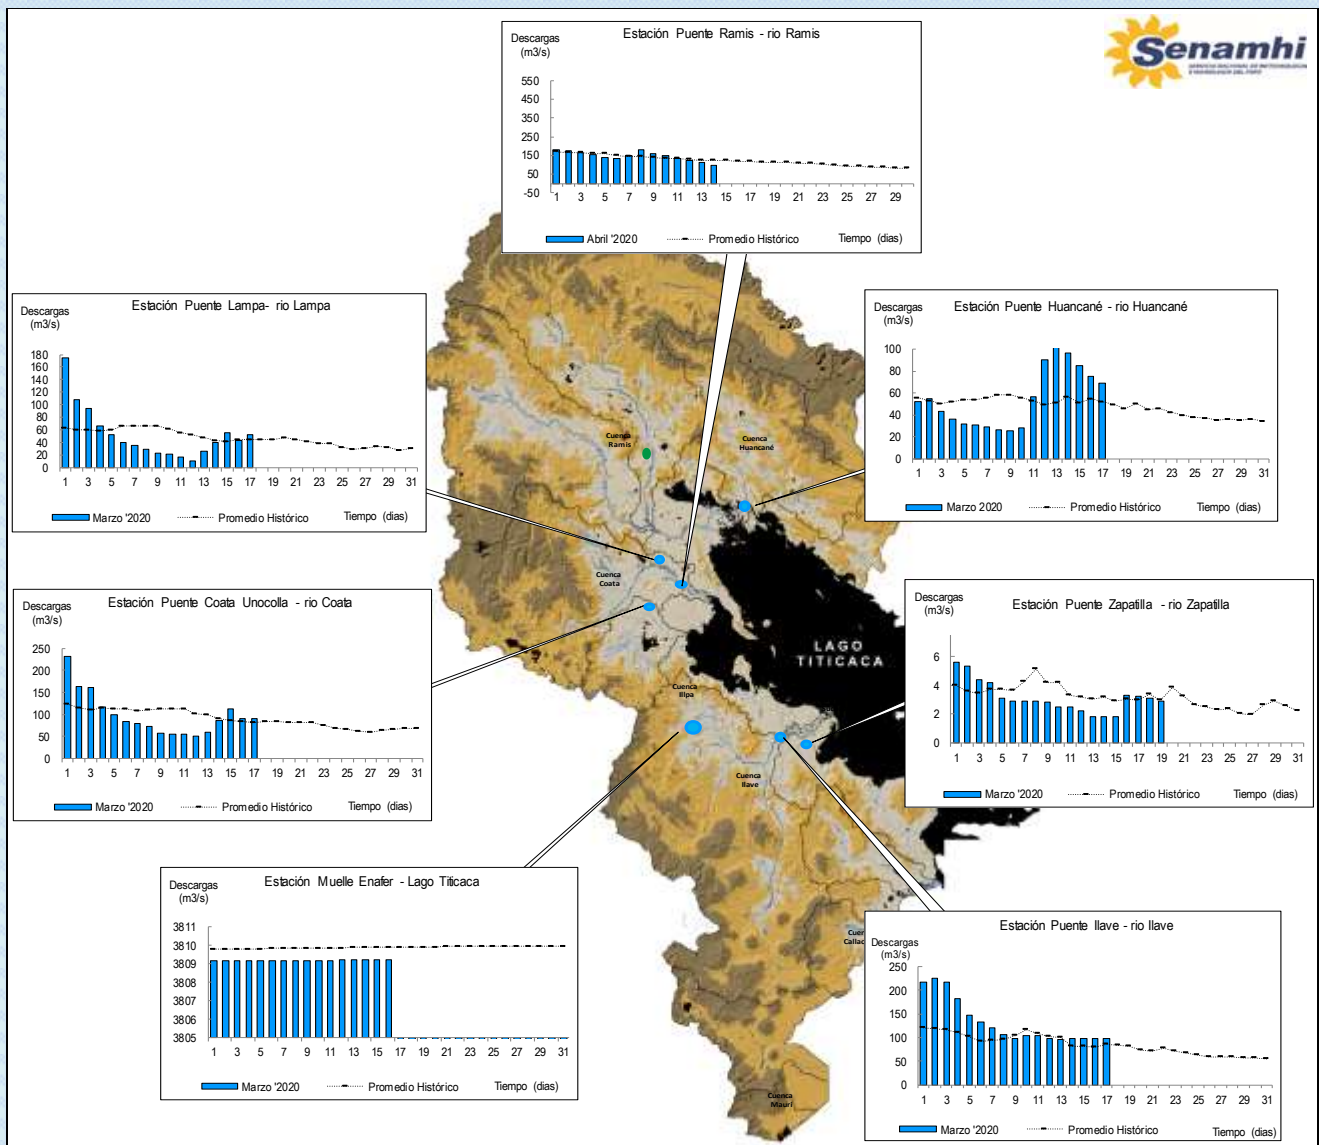 Senamhi
SERVICIO NACIONAL DE METEOROLOGIA
E HIDROLOGIA DEL PERU
Estación Puente Ramis - rio Ramis
Descargas
(m3/s)
550
450
350
250
150
50
-50
1 3 5 7 9 11 13 15 17 19 21 23 25 27 29
Abril '2020 Promedio Histórico Tiempo (dias)
Estación Puente Lampa- rio Lampa
Descargas
(m3/s)
180
160
140
120
100
80
60
40
20
0
1 3 5 7 9 11 13 15 17 19 21 23 25 27 29 31
Marzo '2020 Promedio Histórico Tiempo (dias)
Estación Puente Huancané - rio Huancané
Descargas
(m3/s)
100
80
60
40
20
0
1 3 5 7 9 11 13 15 17 19 21 23 25 27 29 31
Marzo 2020 Promedio Histórico Tiempo (dias)
Cuenca
Ramis
Cuenca
Huancané
Cuenca
Coata
Estación Puente Coata Unocolla - rio Coata
Descargas
(m3/s)
250
200
150
100
50
0
1 3 5 7 9 11 13 15 17 19 21 23 25 27 29 31
Marzo '2020 Promedio Histórico Tiempo (dias)
Estación Puente Zapatilla - rio Zapatilla
Descargas
(m3/s)
6
4
2
0
1 3 5 7 9 11 13 15 17 19 21 23 25 27 29 31
Marzo '2020 Promedio Histórico Tiempo (dias)
LAGO
TITICACA
Cuenca
Illpa
Cuenca
Ilave
Estación Muelle Enafer - Lago Titicaca
Descargas
(m3/s)
3811
3810
3809
3808
3807
3806
3805
1 3 5 7 9 11 13 15 17 19 21 23 25 27 29 31
Marzo '2020 Promedio Histórico Tiempo (dias)
Estación Puente Ilave - rio Ilave
Descargas
(m3/s)
250
200
150
100
50
0
1 3 5 7 9 11 13 15 17 19 21 23 25 27 29 31
Marzo '2020 Promedio Histórico Tiempo (dias)
Cuenca
Mauri